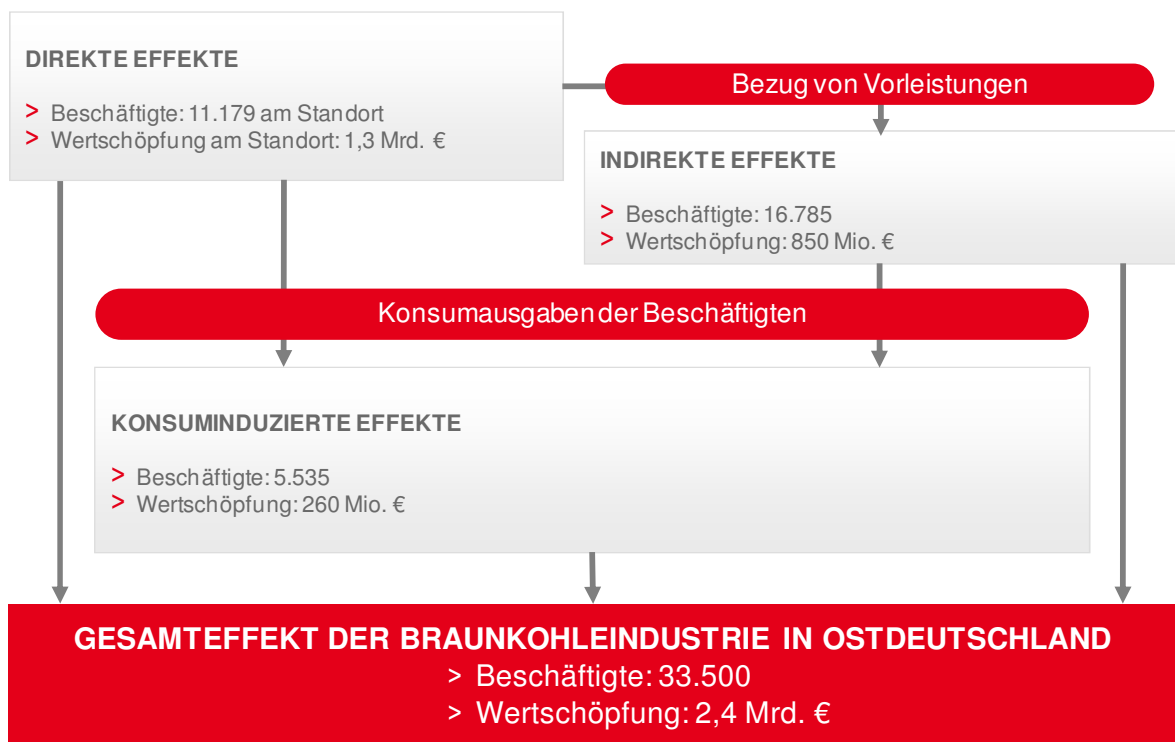 DIREKTE EFFEKTE
> Beschäftigte: 11.179 am Standort
> Wertschöpfung am Standort: 1,3 Mrd. €
Bezug von Vorleistungen
INDIREKTE EFFEKTE
> Beschäftigte: 16.785
> Wertschöpfung: 850 Mio. €
Konsumausgaben der Beschäftigten
KONSUMINDUZIERTE EFFEKTE
> Beschäftigte: 5.535
> Wertschöpfung: 260 Mio. €
GESAMTEFFEKT DER BRAUNKOHLEINDUSTRIE IN OSTDEUTSCHLAND
> Beschäftigte: 33.500
> Wertschöpfung: 2,4 Mrd. €